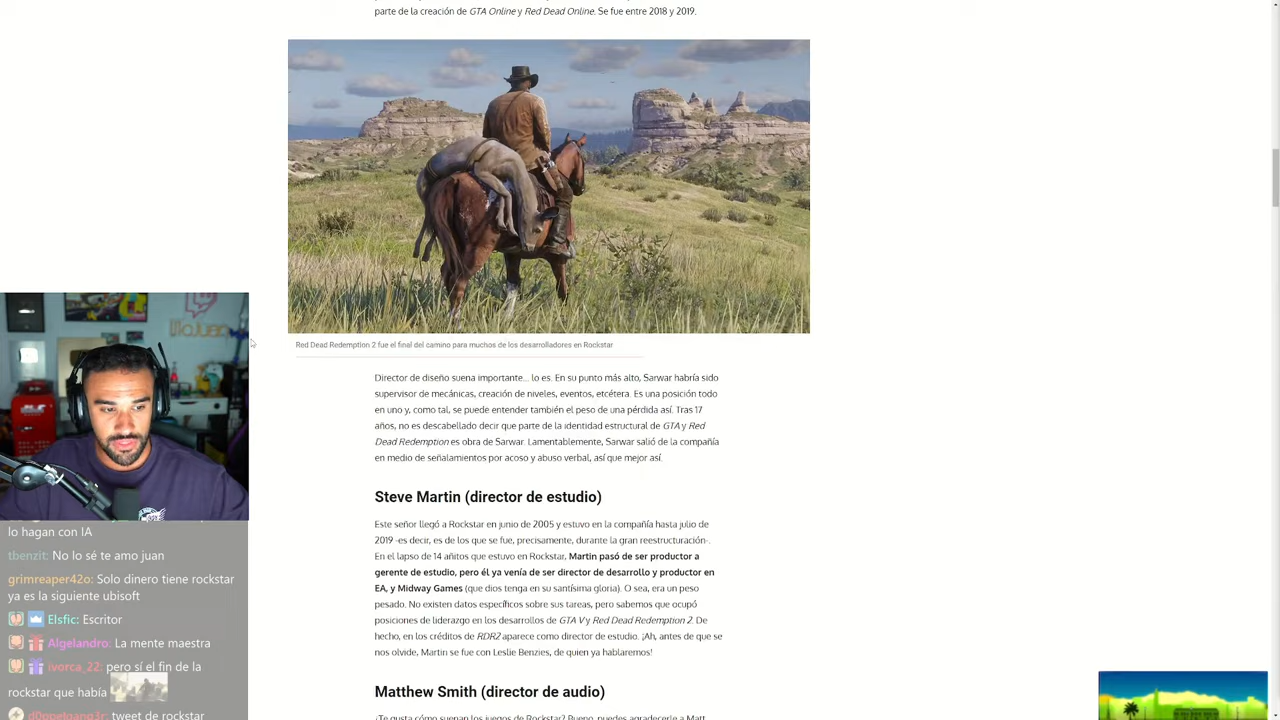 parte de la creación de GTA Online y Red Dead Online. Se fue entre 2018 y 2019.
Red Dead Redemption 2 fue el final del camino para muchos de los desarrolladores en Rockstar
Director de diseño suena importante... lo es. En su punto más alto, Sarwar habría sido
supervisor de mecánicas, creación de niveles, eventos, etcétera. Es una posición todo
en uno y, como tal, se puede entender también el peso de una pérdida así. Tras 17
años, no es descabellado decir que parte de la identidad estructural de GTA y Red
Dead Redemption es obra de Sarwar. Lamentablemente, Sarwar salió de la compañía
en medio de señalamientos por acoso y abuso verbal, así que mejor así.
Steve Martin (director de estudio)
Este señor llegó a Rockstar en junio de 2005 y estuvo en la compañía hasta julio de
2019 -es decir, es de los que se fue, precisamente, durante la gran reestructuración-.
En el lapso de 14 añitos que estuvo en Rockstar, Martin pasó de ser productor a
gerente de estudio, pero él ya venía de ser director de desarrollo y productor en
EA, y Midway Games (que dios tenga en su santísima gloria). O sea, era un peso
pesado. No existen datos específicos sobre sus tareas, pero sabemos que ocupó
posiciones de liderazgo en los desarrollos de GTA V y Red Dead Redemption 2. De
hecho, en los créditos de RDR2 aparece como director de estudio. ¡Ah, antes de que se
nos olvide, Martin se fue con Leslie Benzies, de quien ya hablaremos!
Matthew Smith (director de audio)
¿Te gusta cómo suenan los juegos de Rockstar? Bueno, puedes agradecerle a Matt
lo hagan con IA
tbenzit: No lo sé te amo juan
grimreaper42o: Solo dinero tiene rockstar
ya es la siguiente ubisoft
Elsfic: Escritor
Algelandro: La mente maestra
ivorca_22: pero sí el fin de la
rockstar que había
dDoppelgang3r: tweet de rockstar